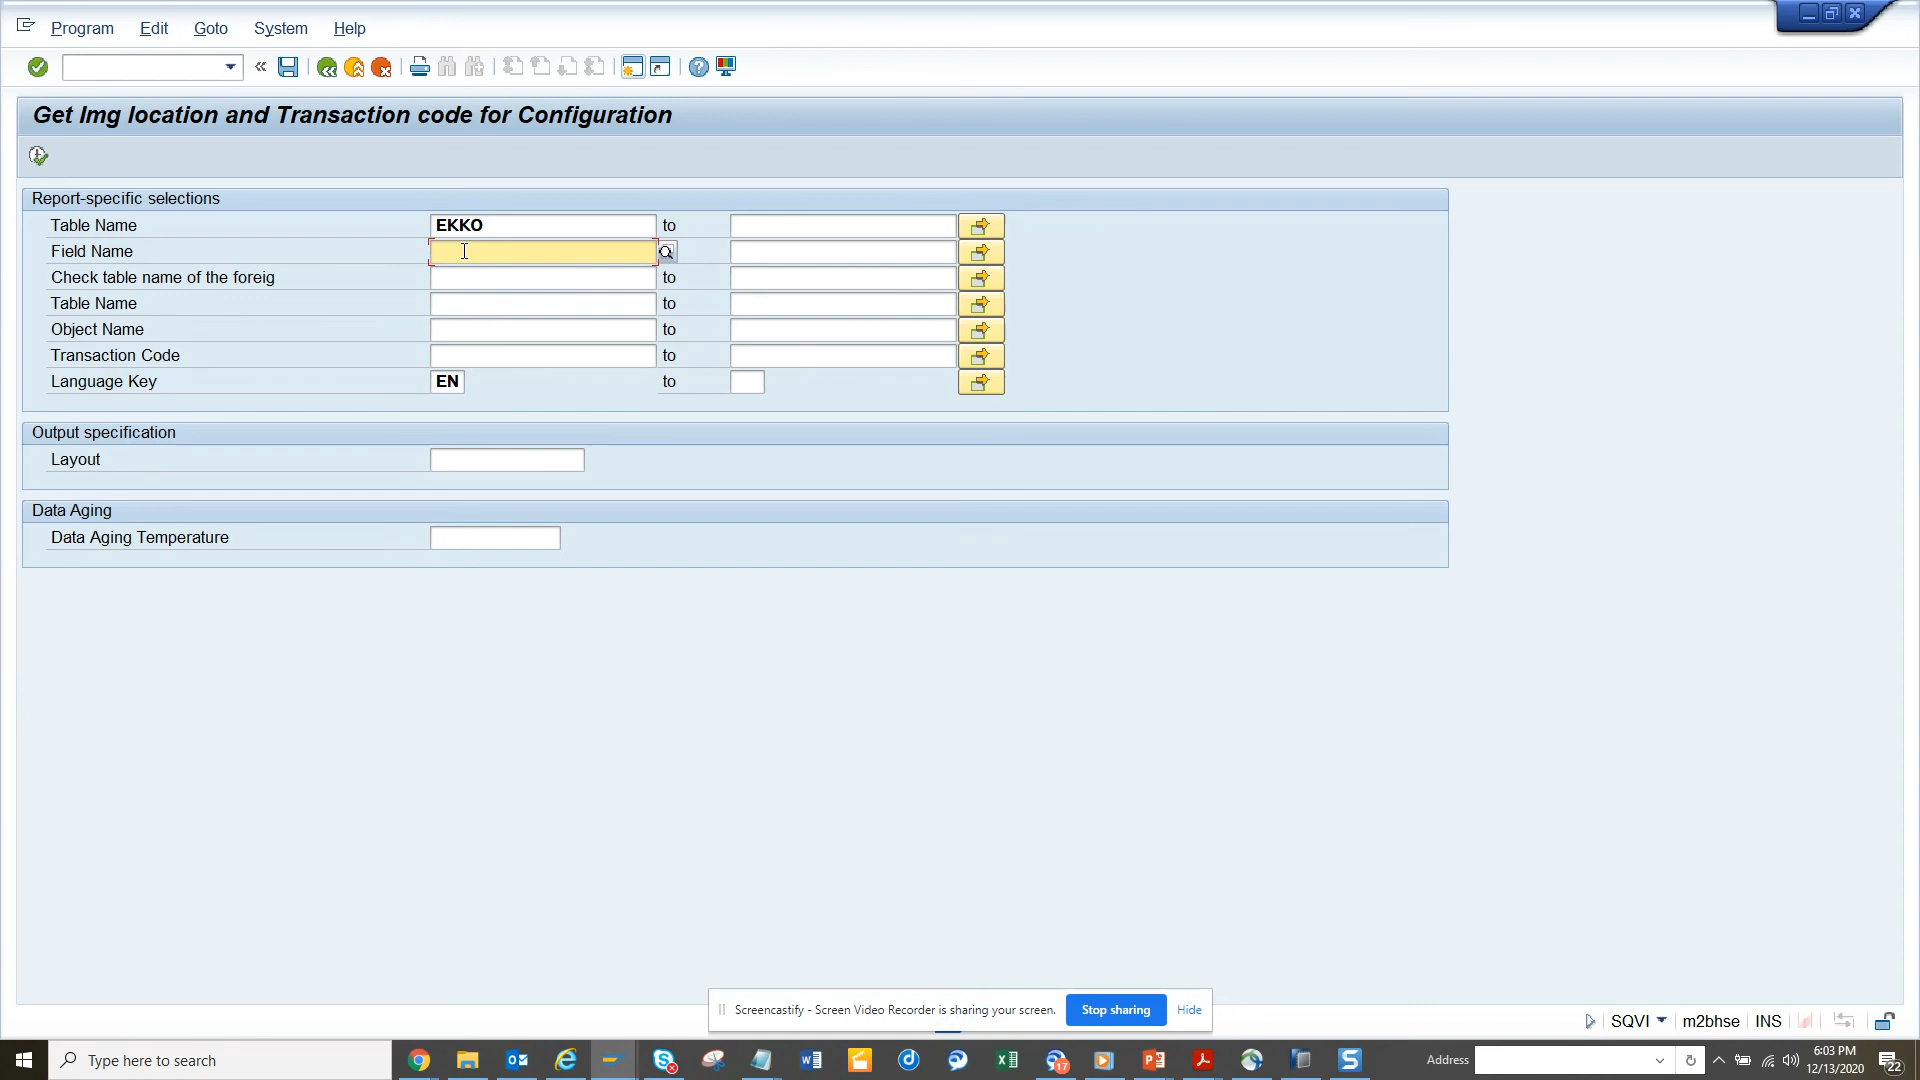 Program Edit Goto System Help
Get Img location and Transaction code for Configuration
Report-specific selections
Table Name EKKO to
Field Name
Check table name of the foreig to
Table Name to
Object Name to
Transaction Code to
Language Key EN to
Output specification
Layout
Data Aging
Data Aging Temperature
Screencastify - Screen Video Recorder is sharing your screen. Stop sharing Hide
SQVI m2bhse INS
Type here to search
17
Address
6:03 PM
12/13/2020
22